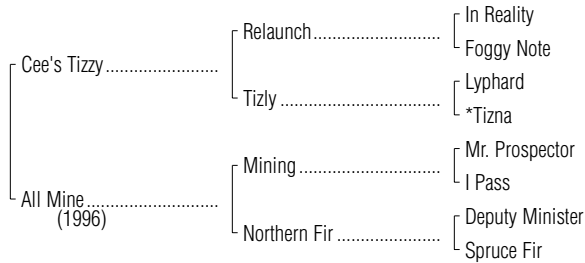 In Reality
Relaunch
Foggy Note
Cee's Tizzy
Lyphard
Tizly
*Tizna
Mr. Prospector
Mining
I Pass
All Mine
(1996)
Deputy Minister
Northern Fir
Spruce Fir